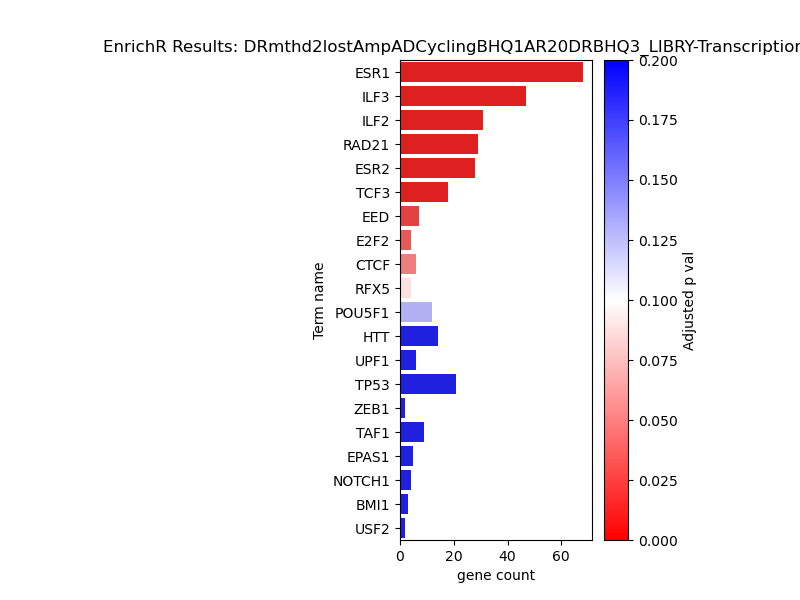 EnrichR Results: DRmthd2lostAmpADCyclingBHQ1AR20DRBHQ3_LIBRY-Transcription
ESR1
ILF3
ILF2
RAD21
ESR2
TCF3
EED
E2F2
CTCF
RFX5
POU5F1
HTT
UPF1
TP53
ZEB1
TAF1
EPAS1
NOTCH1
BMI1
USF2
Term name
0 20 40 60
gene count
0.200
0.175
0.150
0.125
0.100
0.075
0.050
0.025
0.000
Adjusted p val